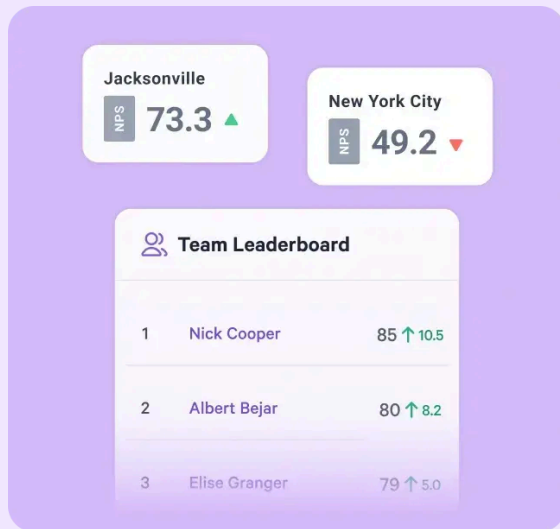 Jacksonville
NPS 73.3
New York City
NPS 49.2
Team Leaderboard
1 Nick Cooper 85 10.5
2 Albert Bejar 80 8.2
3 Elise Granger 79 5.0